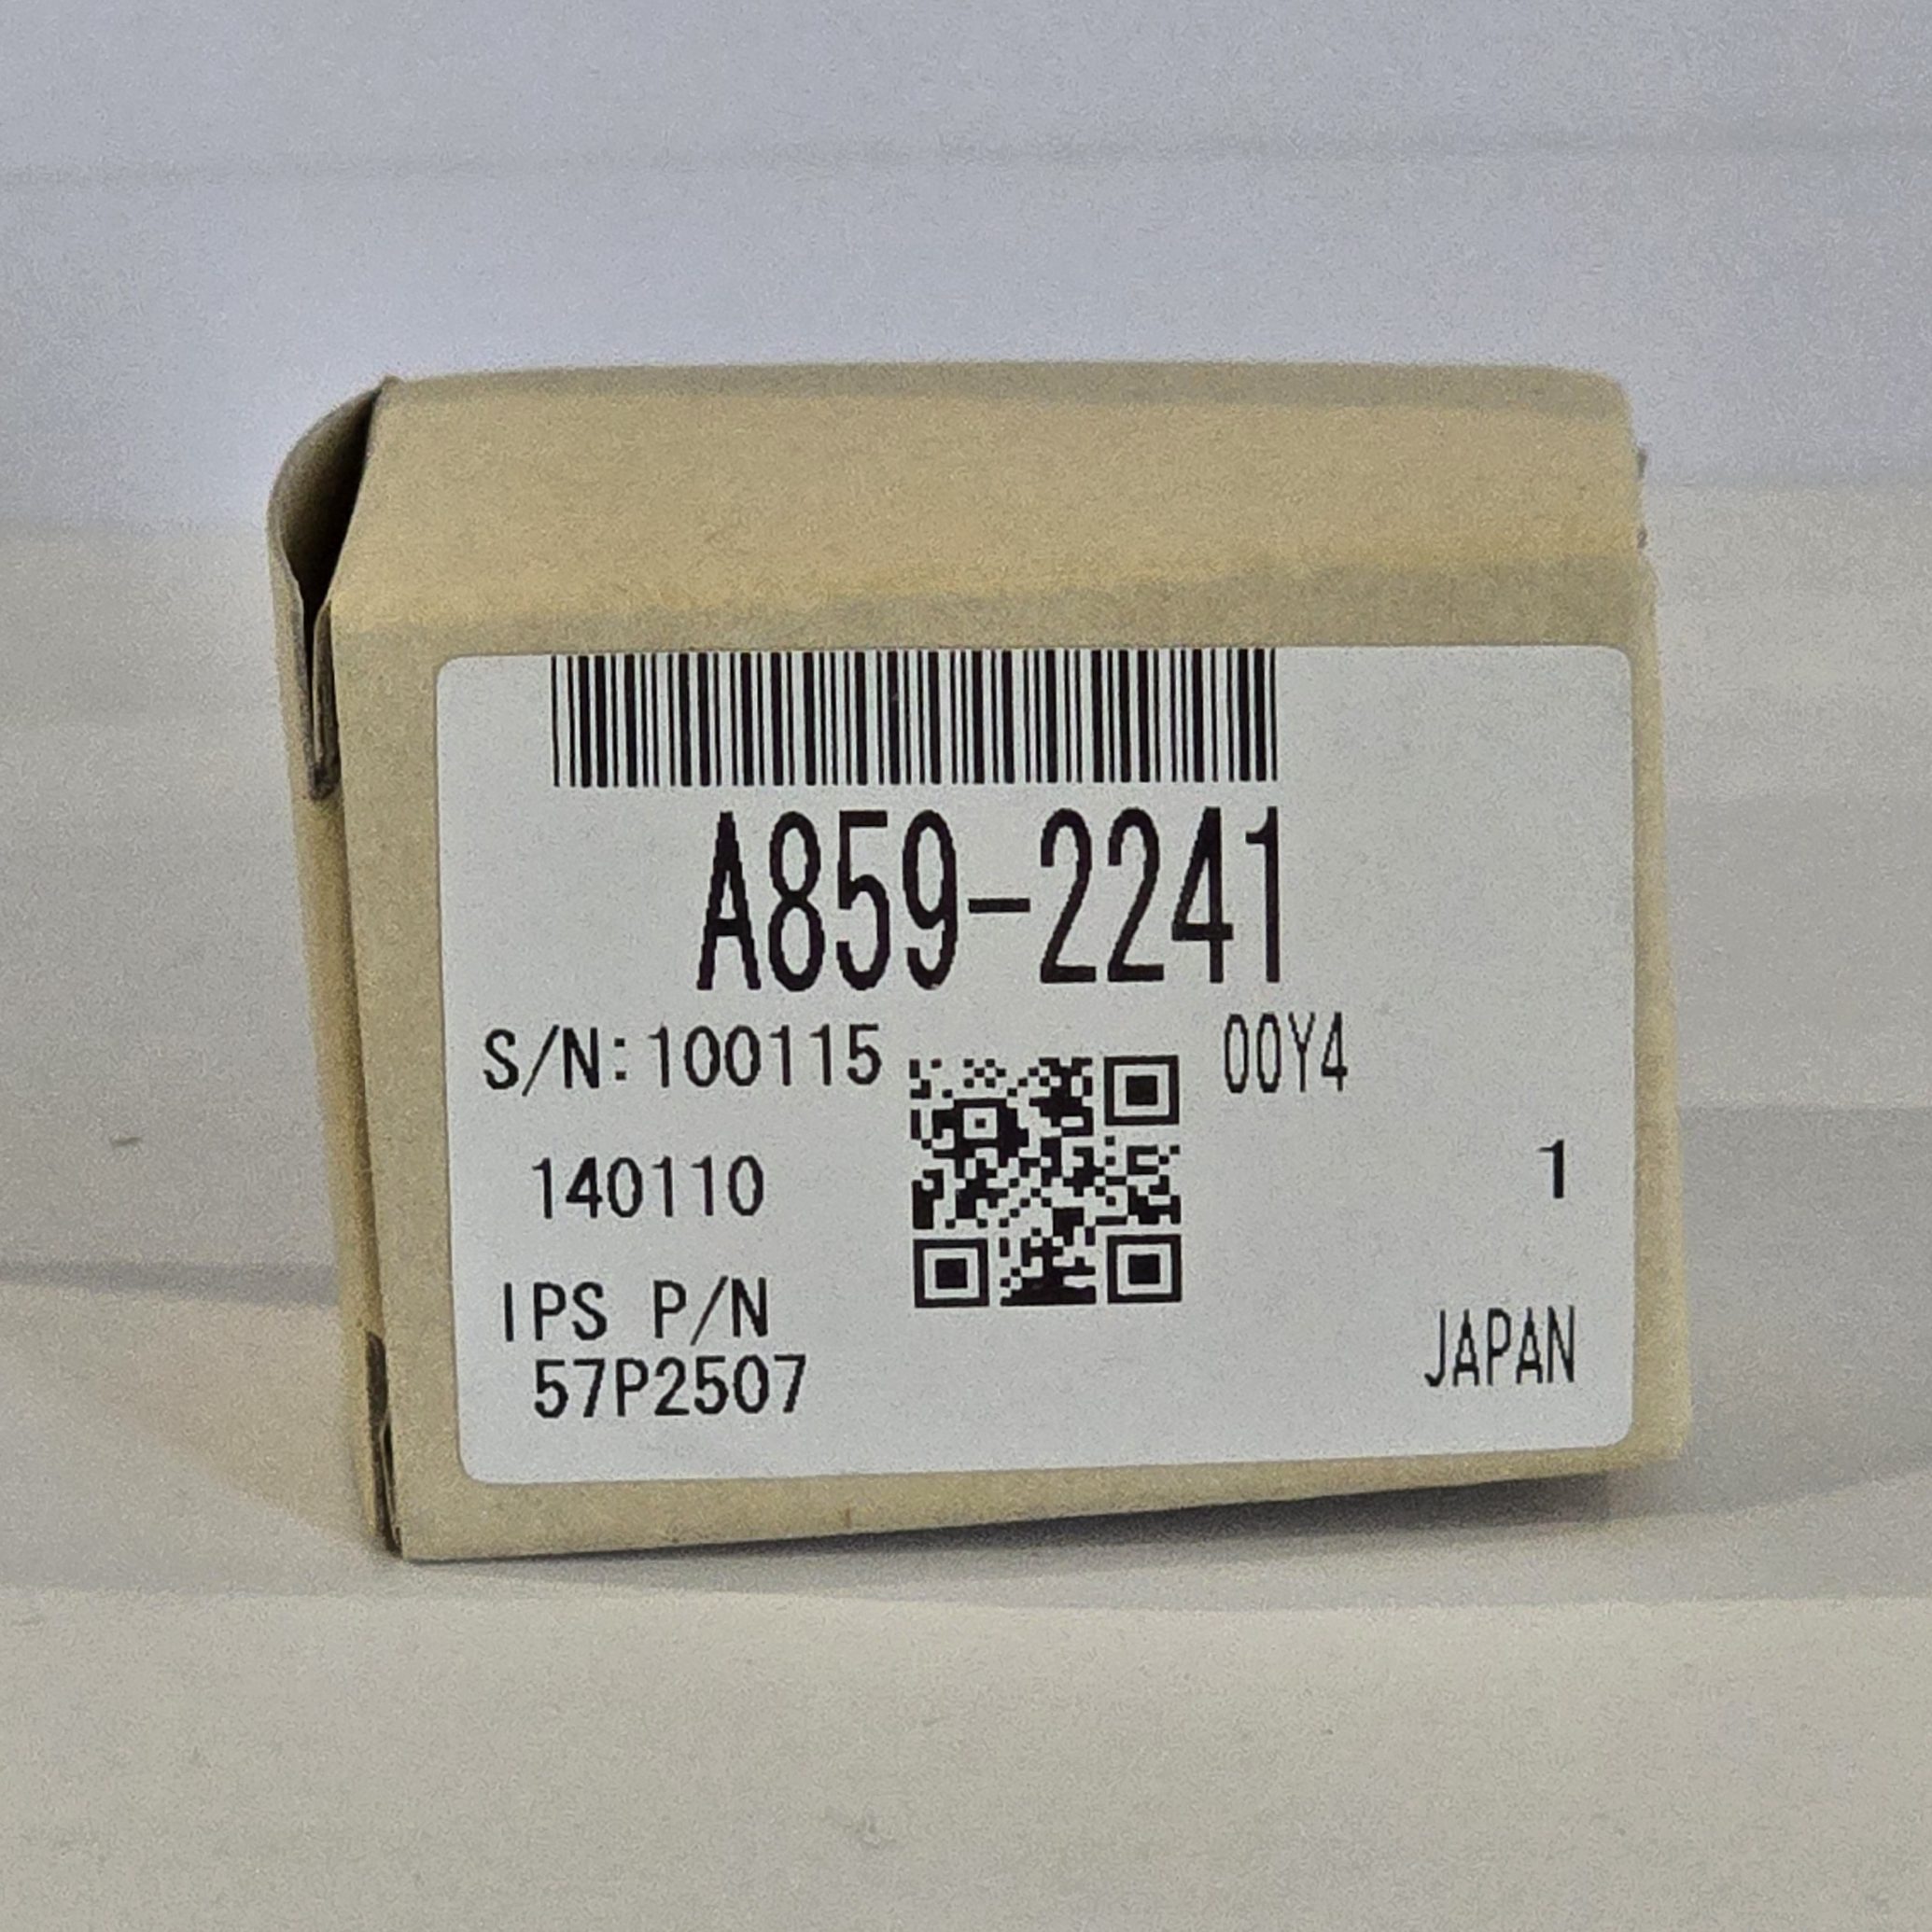 A859-2241
S/N:100115
00Y4
140110
1
IPS P/N
57P2507
JAPAN